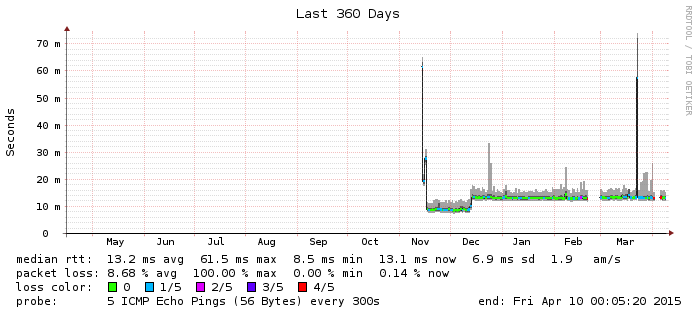 Last 360 Days
RRDTOOL / TOBI OETIKER
Seconds
70 m
60 m
50 m
40 m
30 m
20 m
10 m
0
May Jun Jul Aug Sep Oct Nov Dec Jan Feb Mar
median rtt: 13.2 ms avg 61.5 ms max 8.5 ms min 13.1 ms now 6.9 ms sd 1.9 am/s
packet loss: 8.68 % avg 100.00 % max 0.00 % min 0.14 % now
loss color: 0 1/5 2/5 3/5 4/5
probe: 5 ICMP Echo Pings (56 Bytes) every 300s end: Fri Apr 10 00:05:20 2015